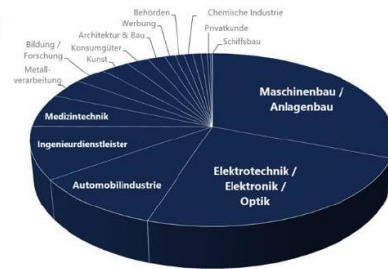 Behörden
Werbung
Architektur & Bau
Konsumgüter
Kunst
Bildung /
Forschung
Metall-
verarbeitung
Medizintechnik
Ingenieurdienstleister
Automobilindustrie
Chemische Industrie
Privatkunde
Schiffsbau
Maschinenbau /
Anlagenbau
Elektrotechnik /
Elektronik /
Optik